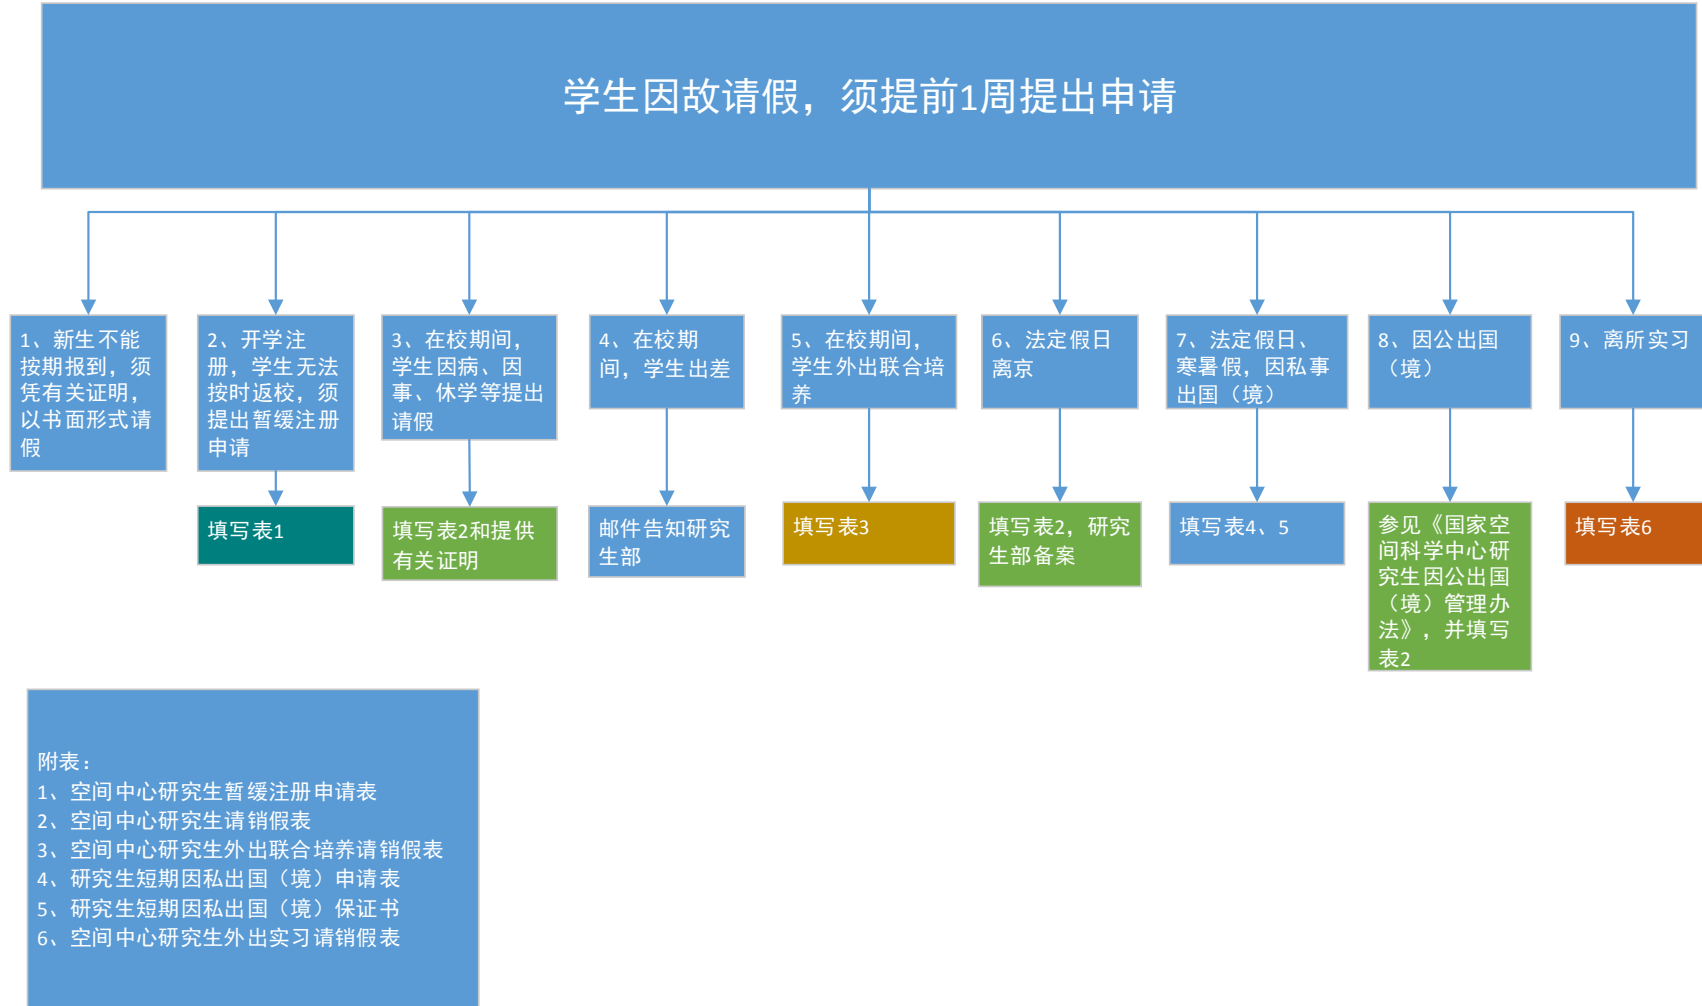 学生因故请假，须提前1周提出申请
1、新生不能
按期报到，须
凭有关证明，
以书面形式请
假
2、开学注
册，学生无法
按时返校，须
提出暂缓注册
申请
3、在校期间，
学生因病、因
事、休学等提出
请假
4、在校期
间，学生出差
5、在校期间，
学生外出联合培
养
6、法定假日
离京
7、法定假日、
寒暑假，因私事
出国（境）
8、因公出国
（境）
9、离所实习
填写表1
填写表2和提供
有关证明
邮件告知研究
生部
填写表3
填写表2，研究
生部备案
填写表4、5
参见《国家空
间科学中心研
究生因公出国
（境）管理办
法》，并填写
表2
填写表6
附表：
1、空间中心研究生暂缓注册申请表
2、空间中心研究生请销假表
3、空间中心研究生外出联合培养请销假表
4、研究生短期因私出国（境）申请表
5、研究生短期因私出国（境）保证书
6、空间中心研究生外出实习请销假表